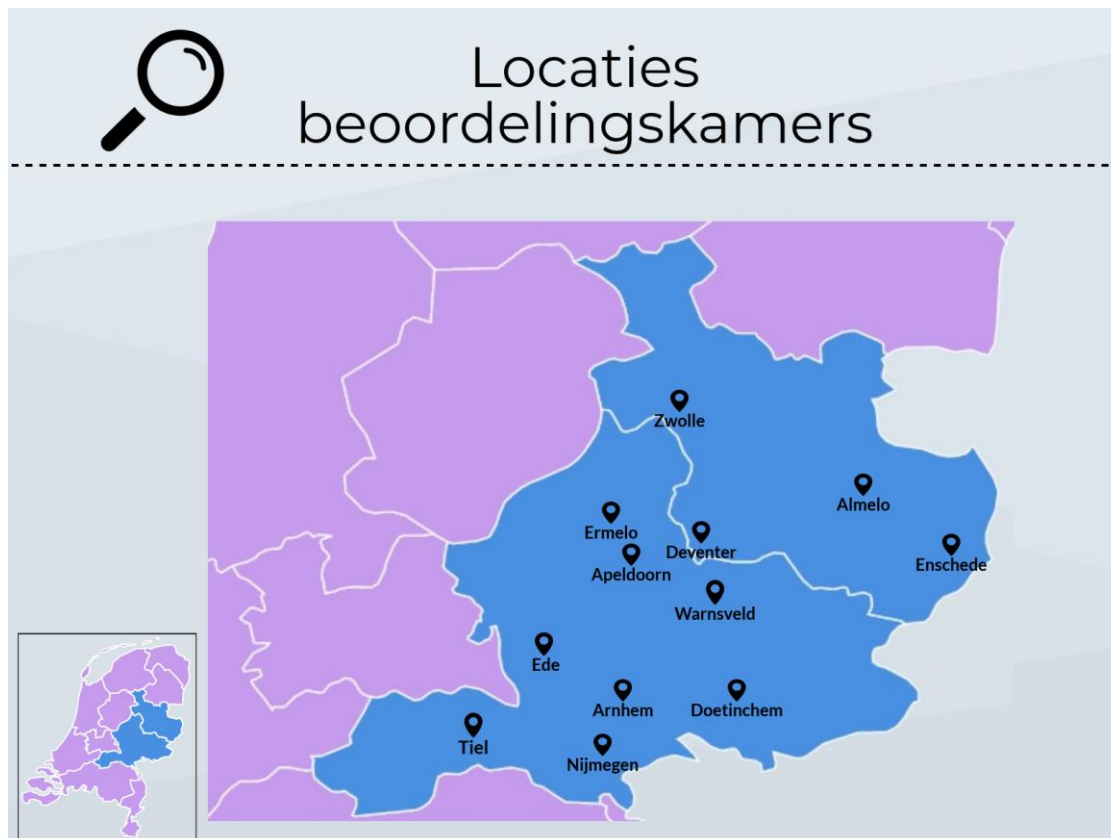 Locaties
beoordelingskamers
Zwolle
Almelo
Ermelo
Deventer
Enschede
Apeldoorn
Warnsveld
Ede
Arnhem
Doetinchem
Tiel
Nijmegen